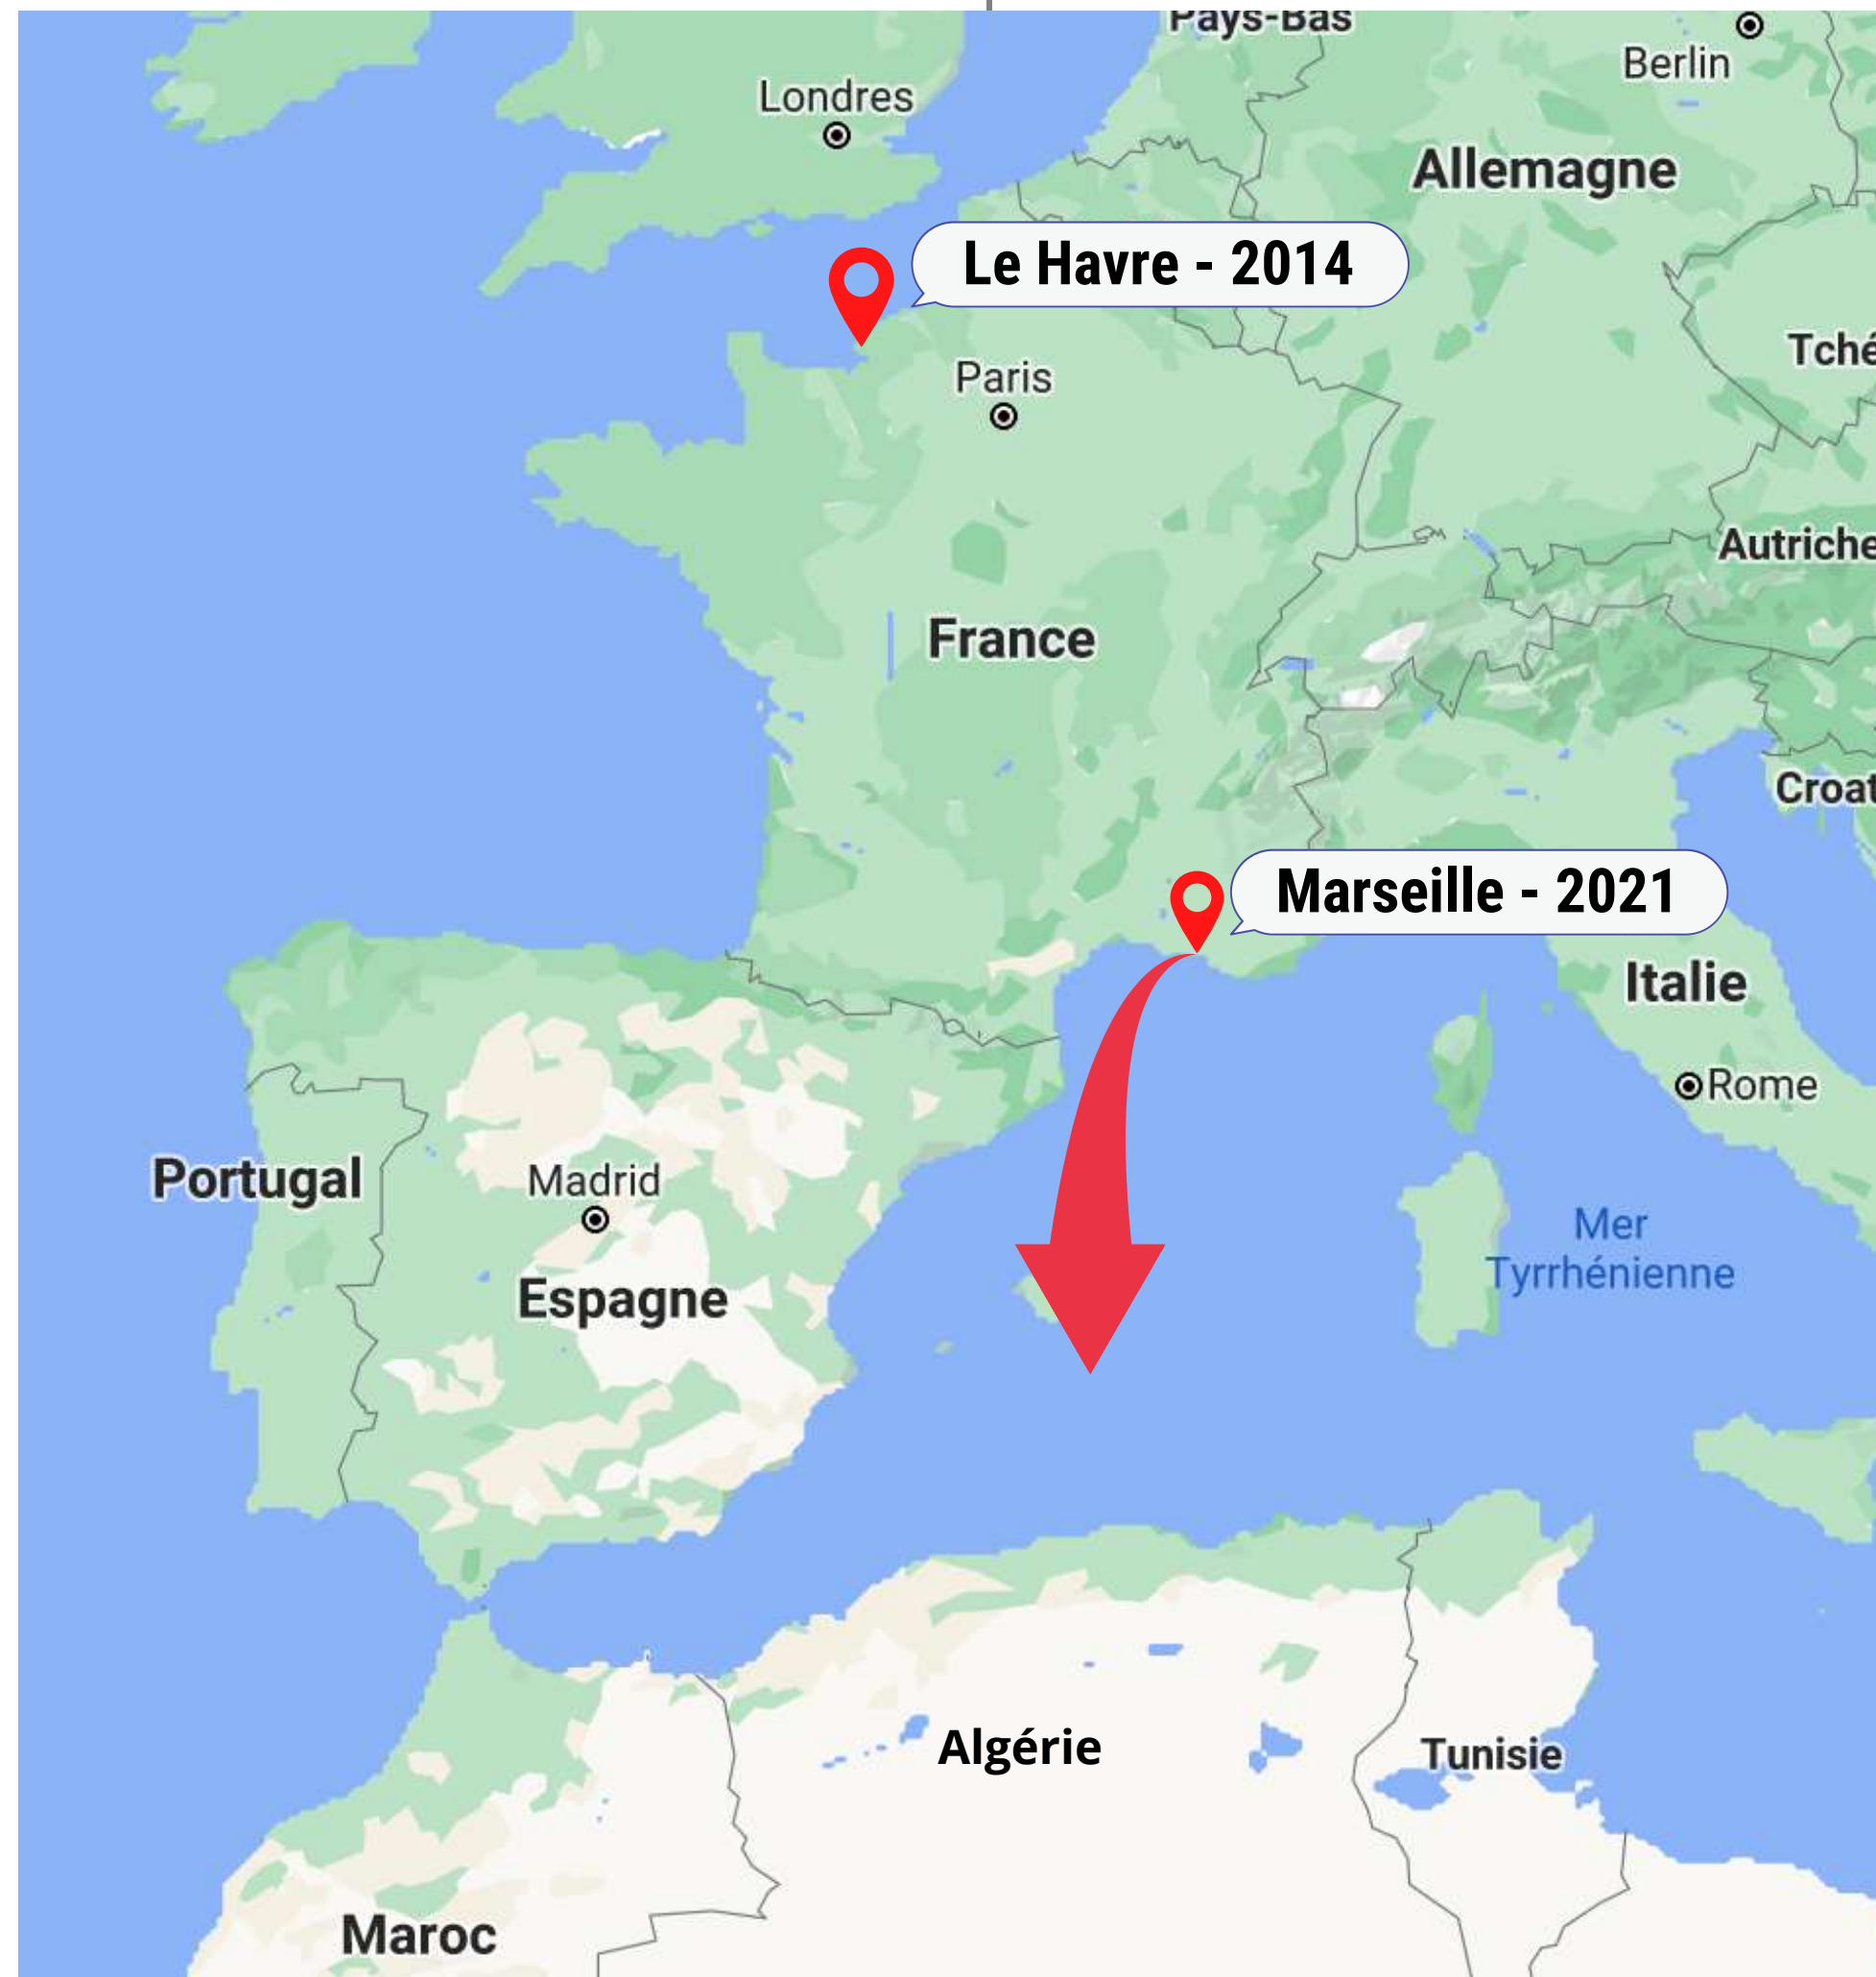 Pays-Bas
Berlin
Londres
Allemagne
Le Havre - 2014
Tché
Paris
Autriche
France
Croat
Marseille - 2021
Italie
Rome
Portugal
Madrid
Mer
Tyrrhénienne
Espagne
Algérie
Tunisie
Maroc